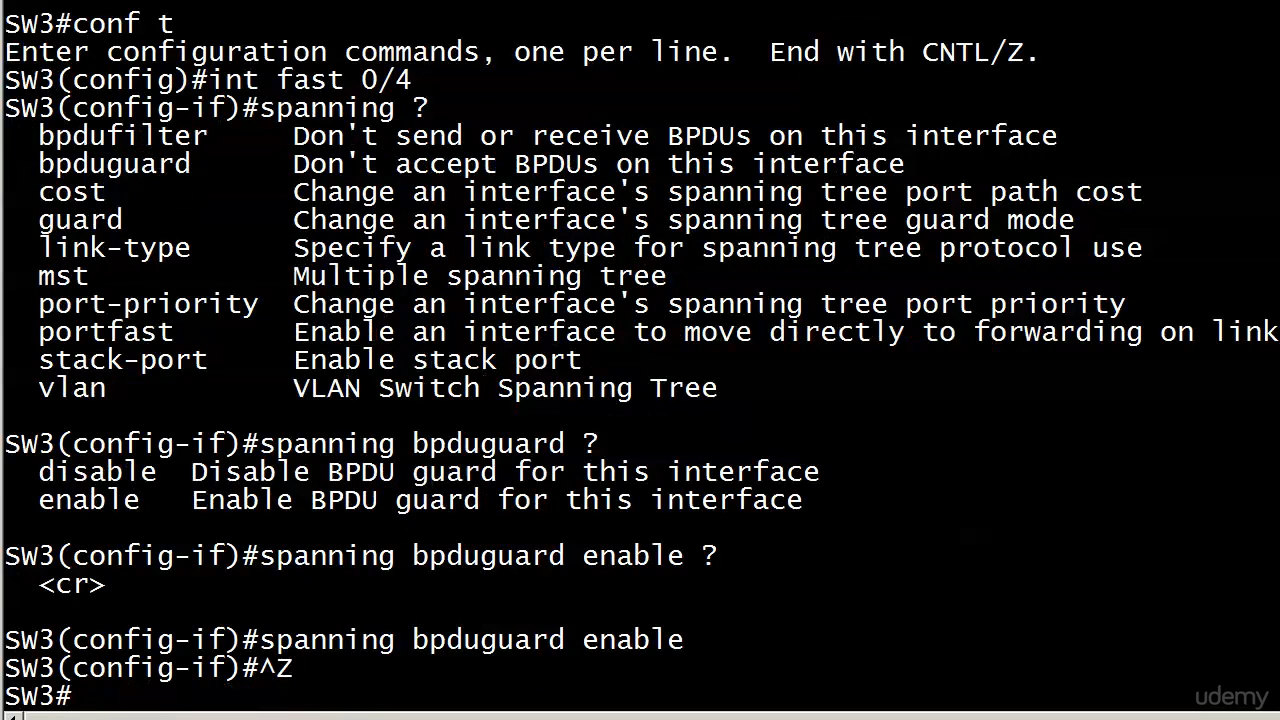 SW3#conf t
Enter configuration commands, one per line.  End with CNTL/Z.
SW3(config)#int fast 0/4
SW3(config-if)#spanning ?
  bpdufilter     Don't send or receive BPDUs on this interface
  bpduguard      Don't accept BPDUs on this interface
  cost           Change an interface's spanning tree port path cost
  guard          Change an interface's spanning tree guard mode
  link-type      Specify a link type for spanning tree protocol use
  mst            Multiple spanning tree
  port-priority  Change an interface's spanning tree port priority
  portfast       Enable an interface to move directly to forwarding on link
  stack-port     Enable stack port
  vlan           VLAN Switch Spanning Tree
SW3(config-if)#spanning bpduguard ?
  disable  Disable BPDU guard for this interface
  enable   Enable BPDU guard for this interface
SW3(config-if)#spanning bpduguard enable ?
  <cr>
SW3(config-if)#spanning bpduguard enable
SW3(config-if)#^Z
SW3#
udemy